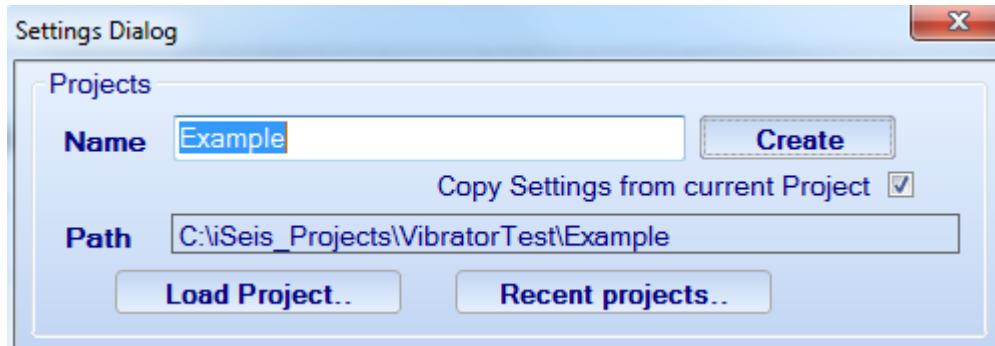 Settings Dialog
Projects
Name Example Create
Copy Settings from current Project
Path C:\iSeis_Projects\VibratorTest\Example
Load Project.. Recent projects..